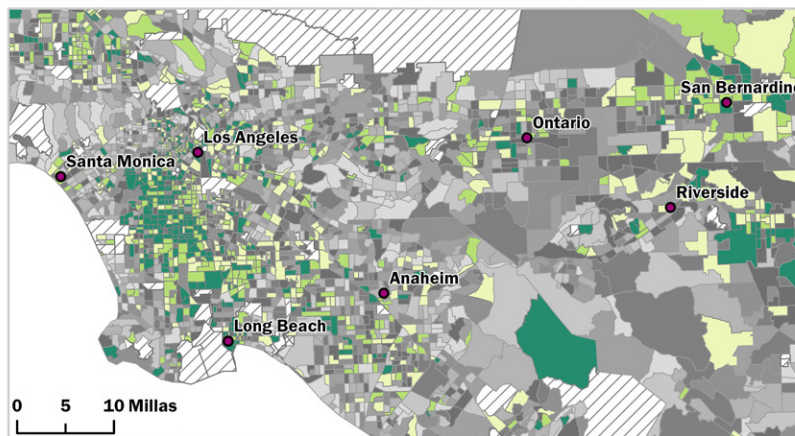 San Bernardino
Ontario
Los Angeles
Santa Monica
Riverside
Anaheim
Long Beach
0 5 10 Millas